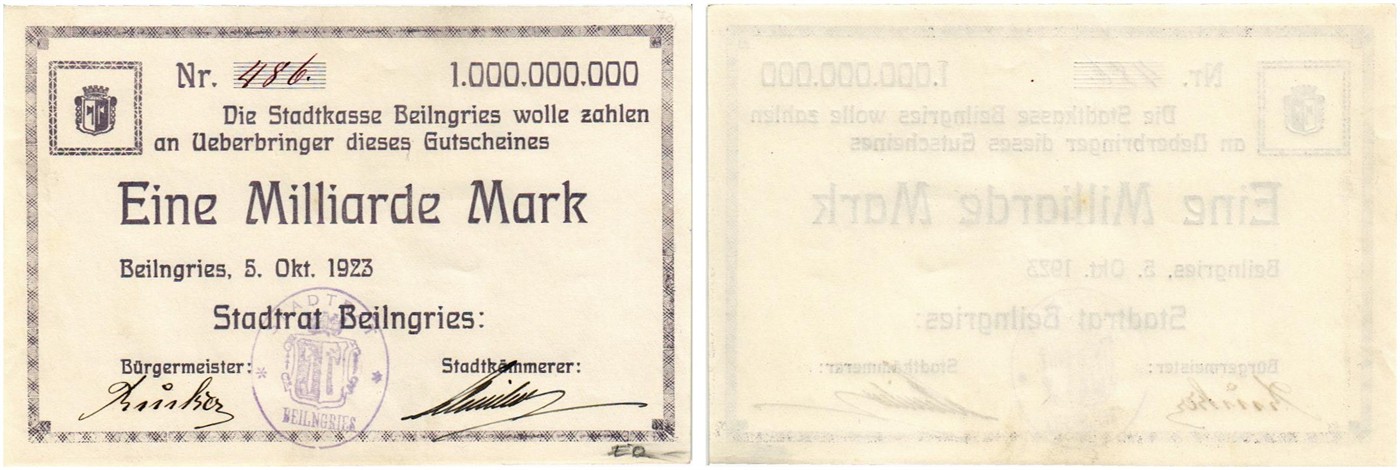 Nr. 486. 1.000.000.000
Die Stadtkasse Beilngries wolle zahlen
an Ueberbringer dieses Gutscheines
Eine Milliarde Mark
Beilngries, 5. Okt. 1923
Stadtrat Beilngries:
Bürgermeister: Stadtkämmerer:
STADTRAT
BEILNGRIES